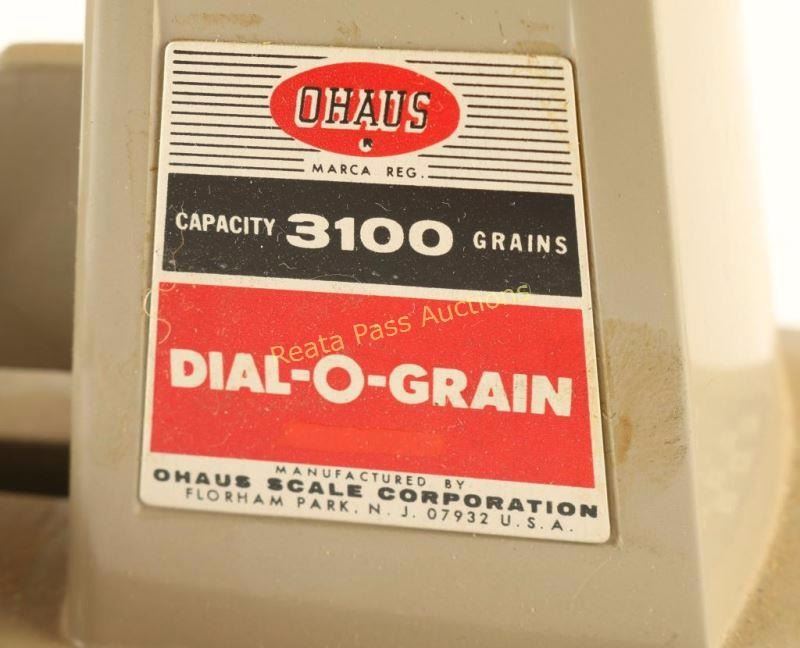 OHAUS
R
MARCA REG.
CAPACITY 3100 GRAINS
Reata Pass Auctions
DIAL-O-GRAIN
MANUFACTURED BY
OHAUS SCALE CORPORATION
FLORHAM PARK, N. J. 07932 U. S. A.